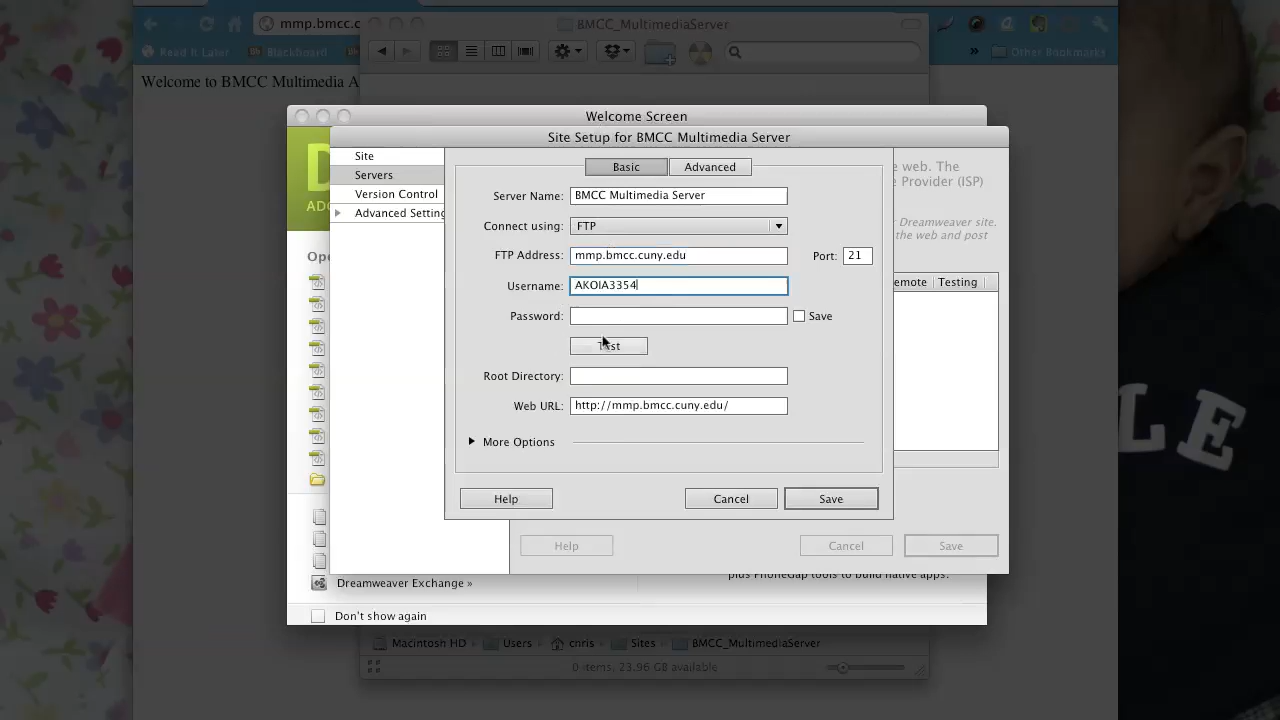 mmp.bmcc.c
BMCC_MultimediaServer
Read It Later
Blackboard
Other Bookmarks
Welcome to BMCC Multimedia A
Welcome Screen
Site Setup for BMCC Multimedia Server
Site
Servers
Version Control
Advanced Setting
Basic
Advanced
e web. The
Provider (ISP)
Server Name:
BMCC Multimedia Server
Connect using:
FTP
Dreamweaver site.
the web and post
FTP Address:
mmp.bmcc.cuny.edu
Port:
21
Username:
AKOIA3354
emote
Testing
Password:
Save
Test
Root Directory:
Web URL:
http://mmp.bmcc.cuny.edu/
More Options
Help
Cancel
Save
Help
Cancel
Save
D
ADO
Ope
Dreamweaver Exchange »
plus PhoneGap tools to build native apps.
Don't show again
Macintosh HD
Users
cnris
Sites
BMCC_MultimediaServer
0 items, 23.96 GB available
LE